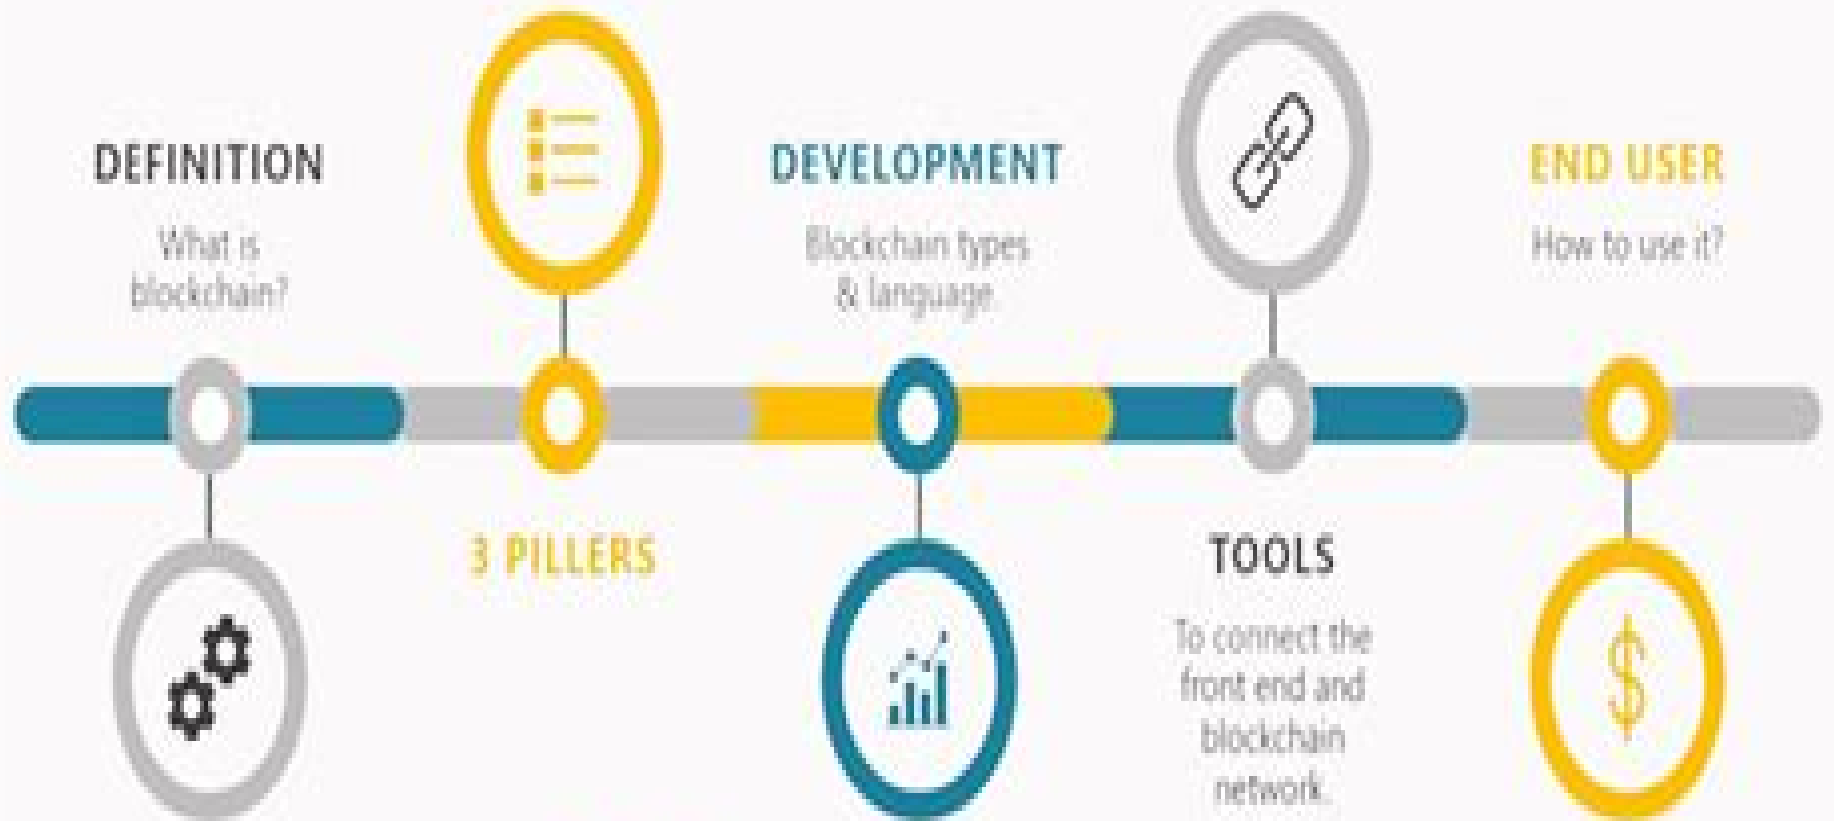 DEFINITION
What is
blockchain?
3 PILLERS
DEVELOPMENT
Blockchain types
& language.
TOOLS
To connect the
front end and
blockchain
network.
END USER
How to use it?